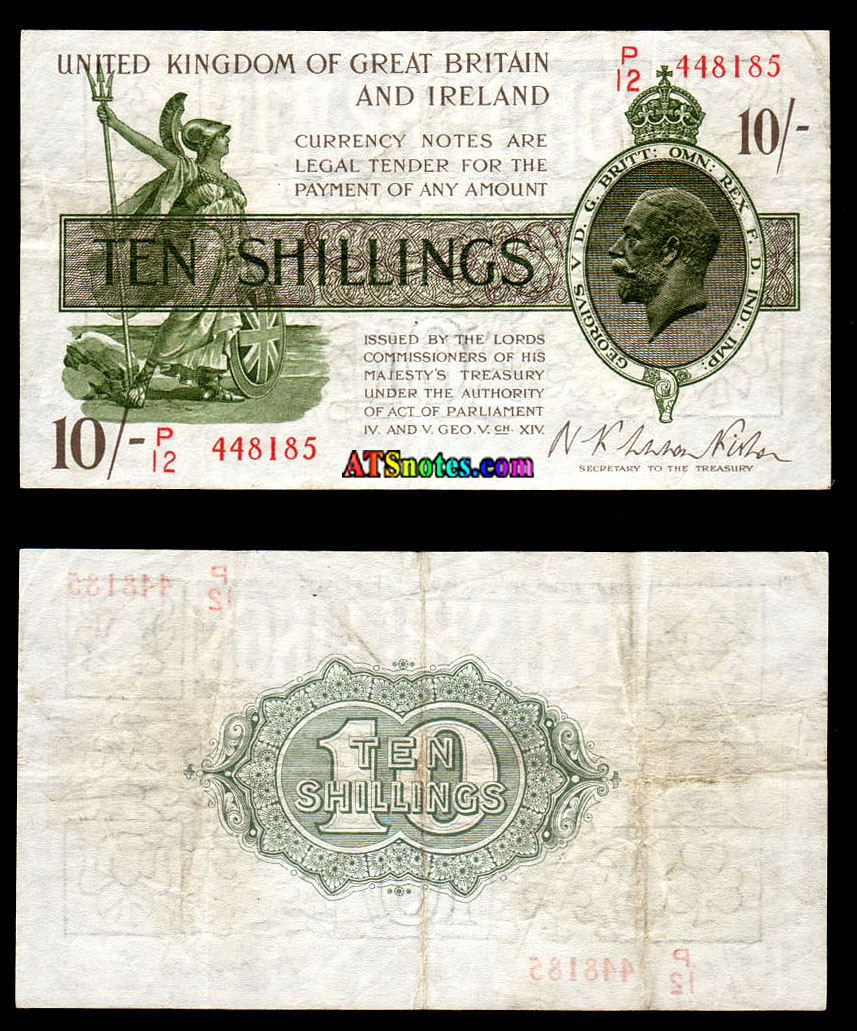 UNITED KINGDOM OF GREAT BRITAIN
AND IRELAND
P
12 448185
10/-
CURRENCY NOTES ARE
LEGAL TENDER FOR THE
PAYMENT OF ANY AMOUNT
GEORGIVS V D. G. BRITT: OMN: REX F. D. IND: IMP:
TEN SHILLINGS
ISSUED BY THE LORDS
COMMISSIONERS OF HIS
MAJESTY'S TREASURY
UNDER THE AUTHORITY
OF ACT OF PARLIAMENT
IV. AND V. GEO. V. CH. XIV.
10/-
P
12 448185
ATSnotes.com
SECRETARY TO THE TREASURY
448185 P
12
10
TEN
SHILLINGS
448185 P
12